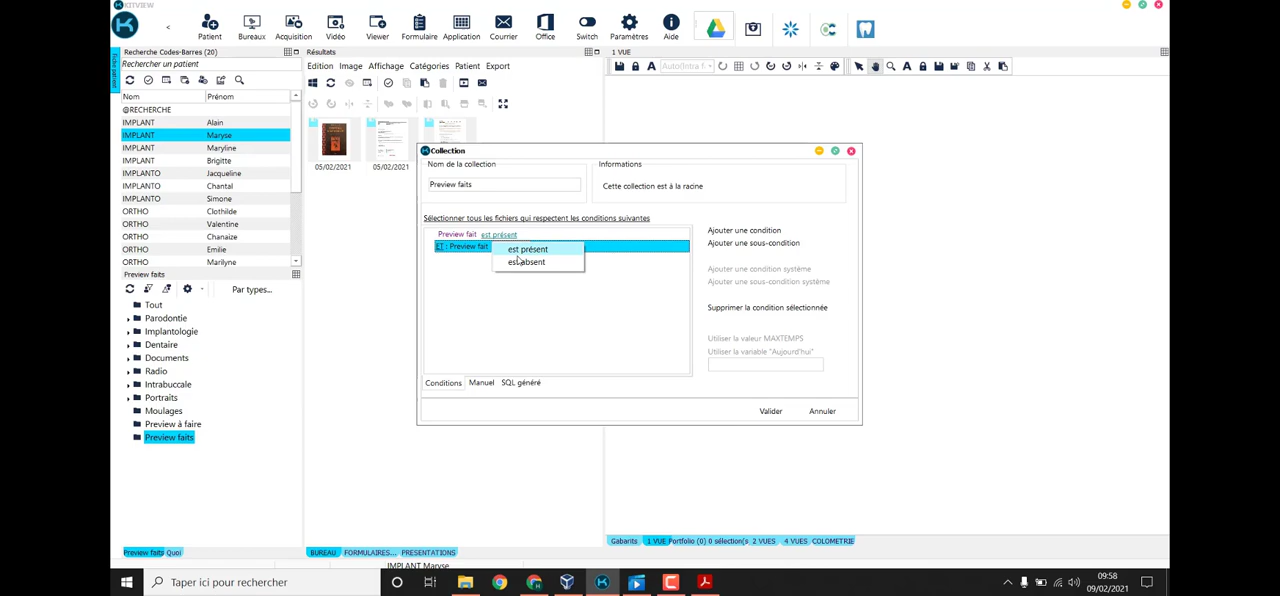 KITVIEW
Patient
Bureaux
Acquisition
Vidéo
Viewer
Formulaire
Application
Courrier
Office
Switch
Paramètres
Aide
Fiche patient
Recherche Codes-Barres (20)
Rechercher un patient
Nom Prénom
@RECHERCHE
IMPLANT Alain
IMPLANT Maryse
IMPLANT Maryline
IMPLANT Brigitte
IMPLANTO Jacqueline
IMPLANTO Chantal
IMPLANTO Simone
ORTHO Clothilde
ORTHO Valentine
ORTHO Chanaize
ORTHO Emilie
ORTHO Marilyne
Preview faits
Par types...
Tout
Parodontie
Implantologie
Dentaire
Documents
Radio
Intrabuccale
Portraits
Moulages
Preview à faire
Preview faits
Preview faits Quoi
Résultats
Edition Image Affichage Catégories Patient Export
05/02/2021
05/02/2021
1 VUE
Auto(Intra f
Collection
Nom de la collection
Preview faits
Informations
Cette collection est à la racine
Sélectionner tous les fichiers qui respectent les conditions suivantes
Preview fait est présent
ET : Preview fait
est présent
est absent
Ajouter une condition
Ajouter une sous-condition
Ajouter une condition système
Ajouter une sous-condition système
Supprimer la condition sélectionnée
Utiliser la valeur MAXTEMPS
Utiliser la variable "Aujourd'hui"
Conditions Manuel SQL généré
Valider Annuler
BUREAU FORMULAIRES... PRESENTATIONS
Gabarits 1 VUE Portfolio (0) 0 sélection(s 2 VUES 4 VUES COLOMETRIE
IMPLANT Maryse
Taper ici pour rechercher
09:58
09/02/2021